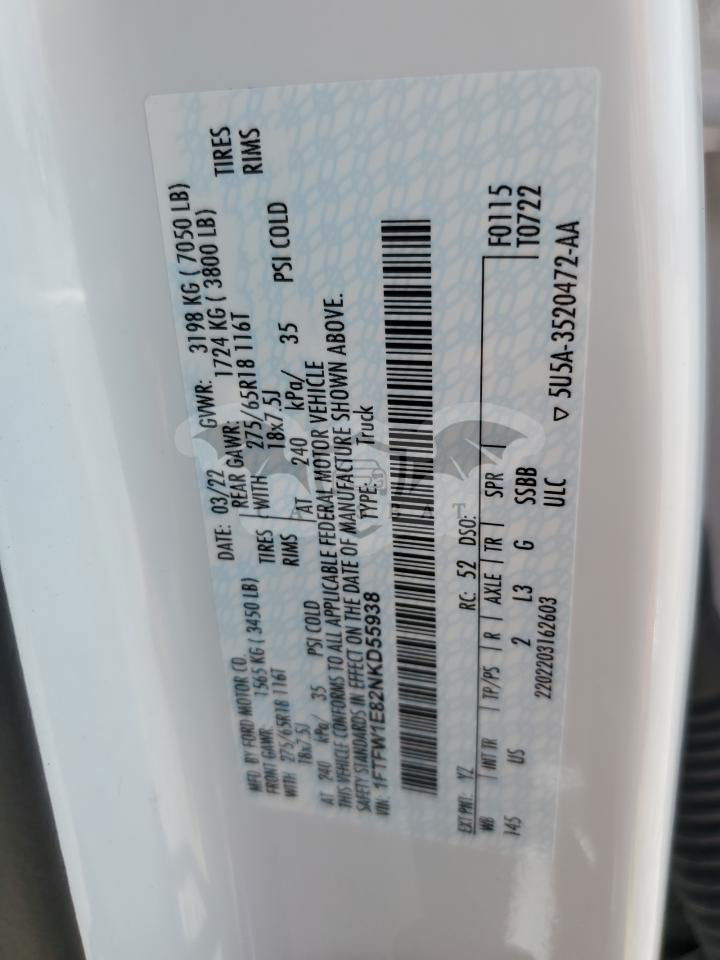 MFD. BY FORD MOTOR CO.
DATE: 03/22 GVWR: 3198 KG ( 7050 LB)
FRONT GAWR: 1565 KG ( 3450 LB) REAR GAWR: 1724 KG ( 3800 LB)
WITH 275/65R18 116T TIRES WITH 275/65R18 116T TIRES
18x7.5J RIMS 18x7.5J RIMS
AT 240 kPa/ 35 PSI COLD AT 240 kPa/ 35 PSI COLD
THIS VEHICLE CONFORMS TO ALL APPLICABLE FEDERAL MOTOR VEHICLE
SAFETY STANDARDS IN EFFECT ON THE DATE OF MANUFACTURE SHOWN ABOVE.
VIN: 1FTFW1E82NKD55938 TYPE: Truck
F0115
T0722
EXT PNT: YZ RC: 52 DSO:
WB INT TR TP/PS R AXLE TR SPR
145 US 2 L3 G SSBB
2202203162603 ULC ▽ 5U5A-3520472-AA